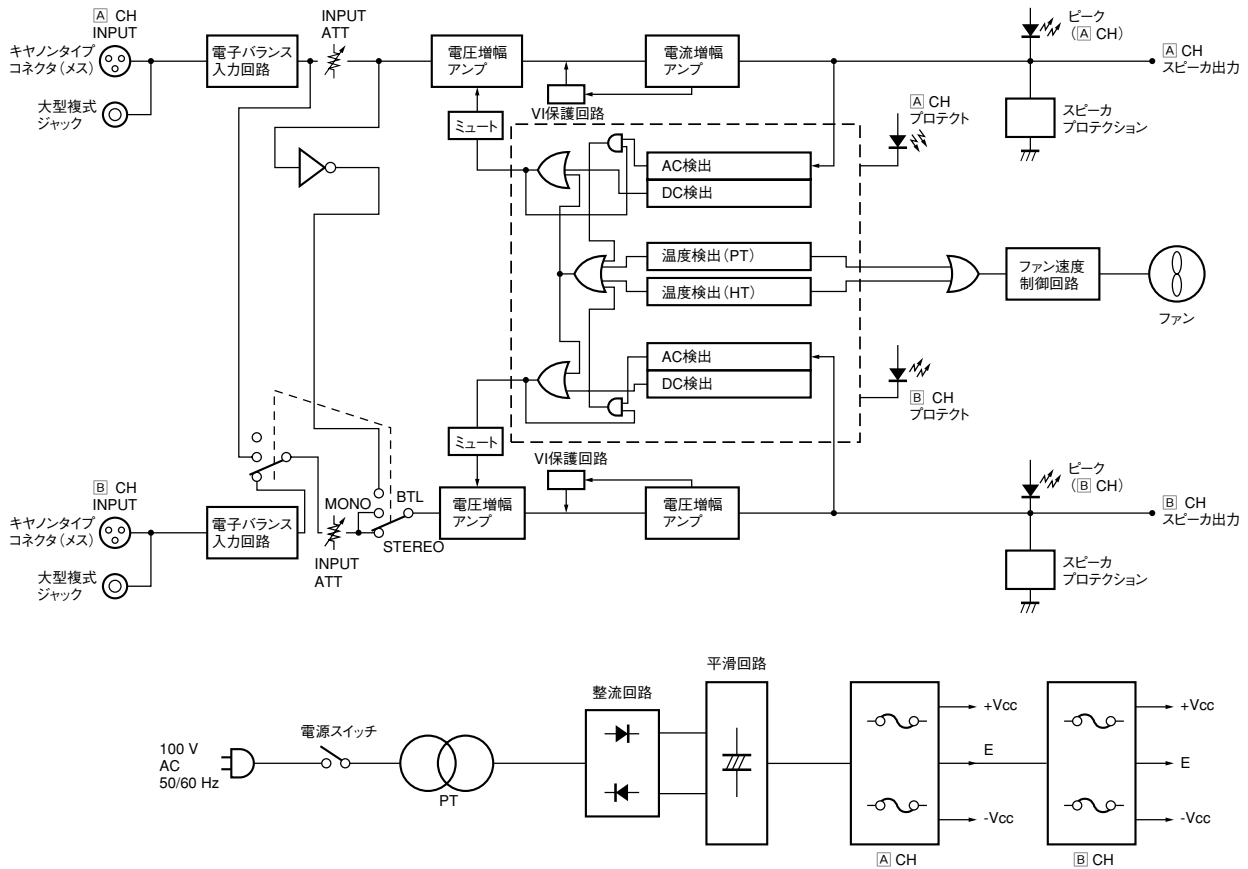 A CH
INPUT
キヤノンタイプ
コネクタ（メス）
大型複式
ジャック
電子バランス
入力回路
INPUT
ATT
電圧増幅
アンプ
VI保護回路
電流増幅
アンプ
ミュート
ピーク
（A CH）
A CH
スピーカ出力
スピーカ
プロテクション
A CH
プロテクト
AC検出
DC検出
温度検出（PT）
温度検出（HT）
ファン速度
制御回路
ファン
AC検出
DC検出
B CH
プロテクト
ミュート
VI保護回路
B CH
INPUT
キヤノンタイプ
コネクタ（メス）
大型複式
ジャック
電子バランス
入力回路
MONO
BTL
STEREO
INPUT
ATT
電圧増幅
アンプ
電圧増幅
アンプ
ピーク
（B CH）
B CH
スピーカ出力
スピーカ
プロテクション
100 V
AC
50/60 Hz
電源スイッチ
PT
整流回路
平滑回路
+Vcc
E
-Vcc
A CH
+Vcc
E
-Vcc
B CH